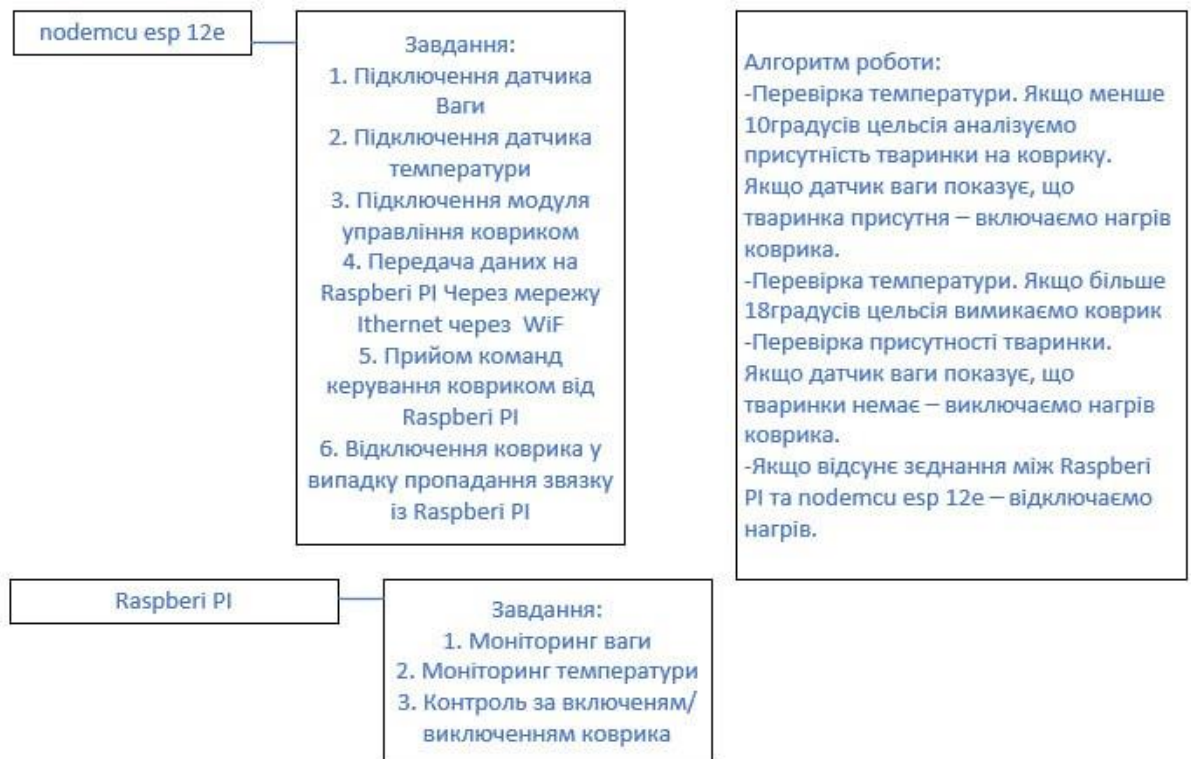 nodemcu esp 12e
Завдання:
1. Підключення датчика
Ваги
2. Підключення датчика
температури
3. Підключення модуля
управління ковриком
4. Передача даних на
Raspberi PI Через мережу
Ithernet через  WiF
5. Прийом команд
керування ковриком від
Raspberi PI
6. Відключення коврика у
випадку пропадання звязку
із Raspberi PI
Алгоритм роботи:
-Перевірка температури. Якщо менше
10градусів цельсія аналізуємо
присутність тваринки на коврику.
Якщо датчик ваги показує, що
тваринка присутня – включаємо нагрів
коврика.
-Перевірка температури. Якщо більше
18градусів цельсія вимикаємо коврик
-Перевірка присутності тваринки.
Якщо датчик ваги показує, що
тваринки немає – виключаємо нагрів
коврика.
-Якщо відсунє зєднання між Raspberi
PI та nodemcu esp 12e – відключаємо
нагрів.
Raspberi PI
Завдання:
1. Моніторинг ваги
2. Моніторинг температури
3. Контроль за включеням/
виключенням коврика